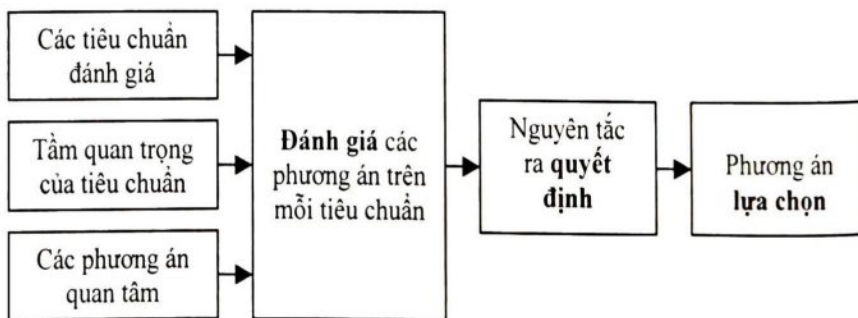 Các tiêu chuẩn
đánh giá
Tầm quan trọng
của tiêu chuẩn
Các phương án
quan tâm
Đánh giá các
phương án trên
mỗi tiêu chuẩn
Nguyên tắc
ra quyết
định
Phương án
lựa chọn